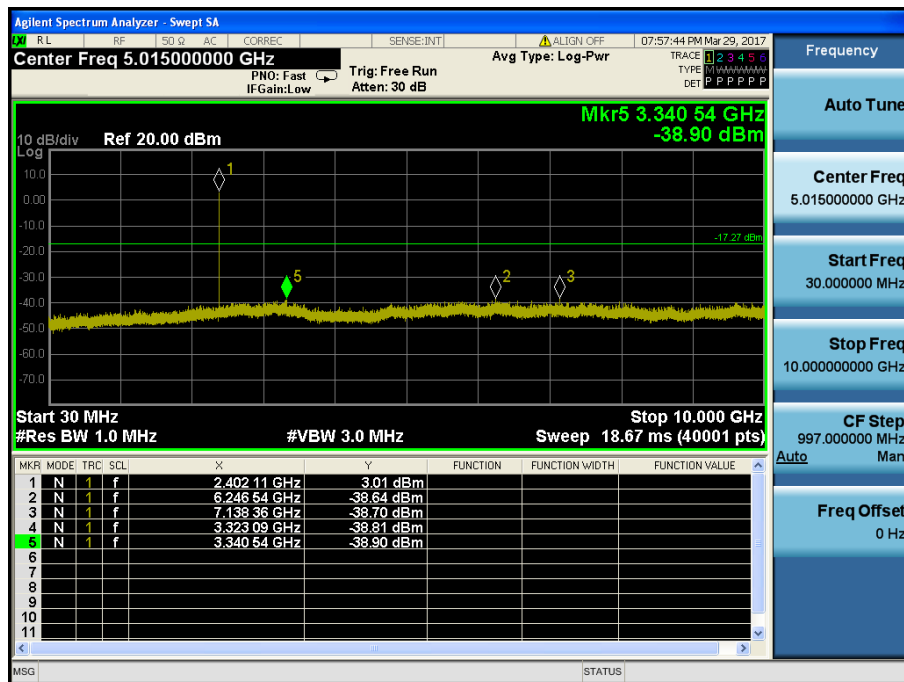 Agilent Spectrum Analyzer - Swept SA
LXI RL RF 50 Ω AC CORREC SENSE:INT ALIGN OFF 07:57:44 PM Mar 29, 2017
Center Freq 5.015000000 GHz
PNO: Fast
IFGain:Low
Trig: Free Run
Atten: 30 dB
Avg Type: Log-Pwr
TRACE 1 2 3 4 5 6
TYPE M WWWWW
DET P P P P P P
Mkr5 3.340 54 GHz
-38.90 dBm
10 dB/div Ref 20.00 dBm
Log
10.0
0.00
-10.0
-20.0
-30.0
-40.0
-50.0
-60.0
-70.0
1
5
2
3
-17.27 dBm
Start 30 MHz Stop 10.000 GHz
#Res BW 1.0 MHz #VBW 3.0 MHz Sweep 18.67 ms (40001 pts)
MKR MODE TRC SCL X Y FUNCTION FUNCTION WIDTH FUNCTION VALUE
1 N 1 f 2.402 11 GHz 3.01 dBm
2 N 1 f 6.246 54 GHz -38.64 dBm
3 N 1 f 7.138 36 GHz -38.70 dBm
4 N 1 f 3.323 09 GHz -38.81 dBm
5 N 1 f 3.340 54 GHz -38.90 dBm
6
7
8
9
10
11
MSG STATUS
Frequency
Auto Tune
Center Freq
5.015000000 GHz
Start Freq
30.000000 MHz
Stop Freq
10.000000000 GHz
CF Step
997.000000 MHz
Auto Man
Freq Offset
0 Hz